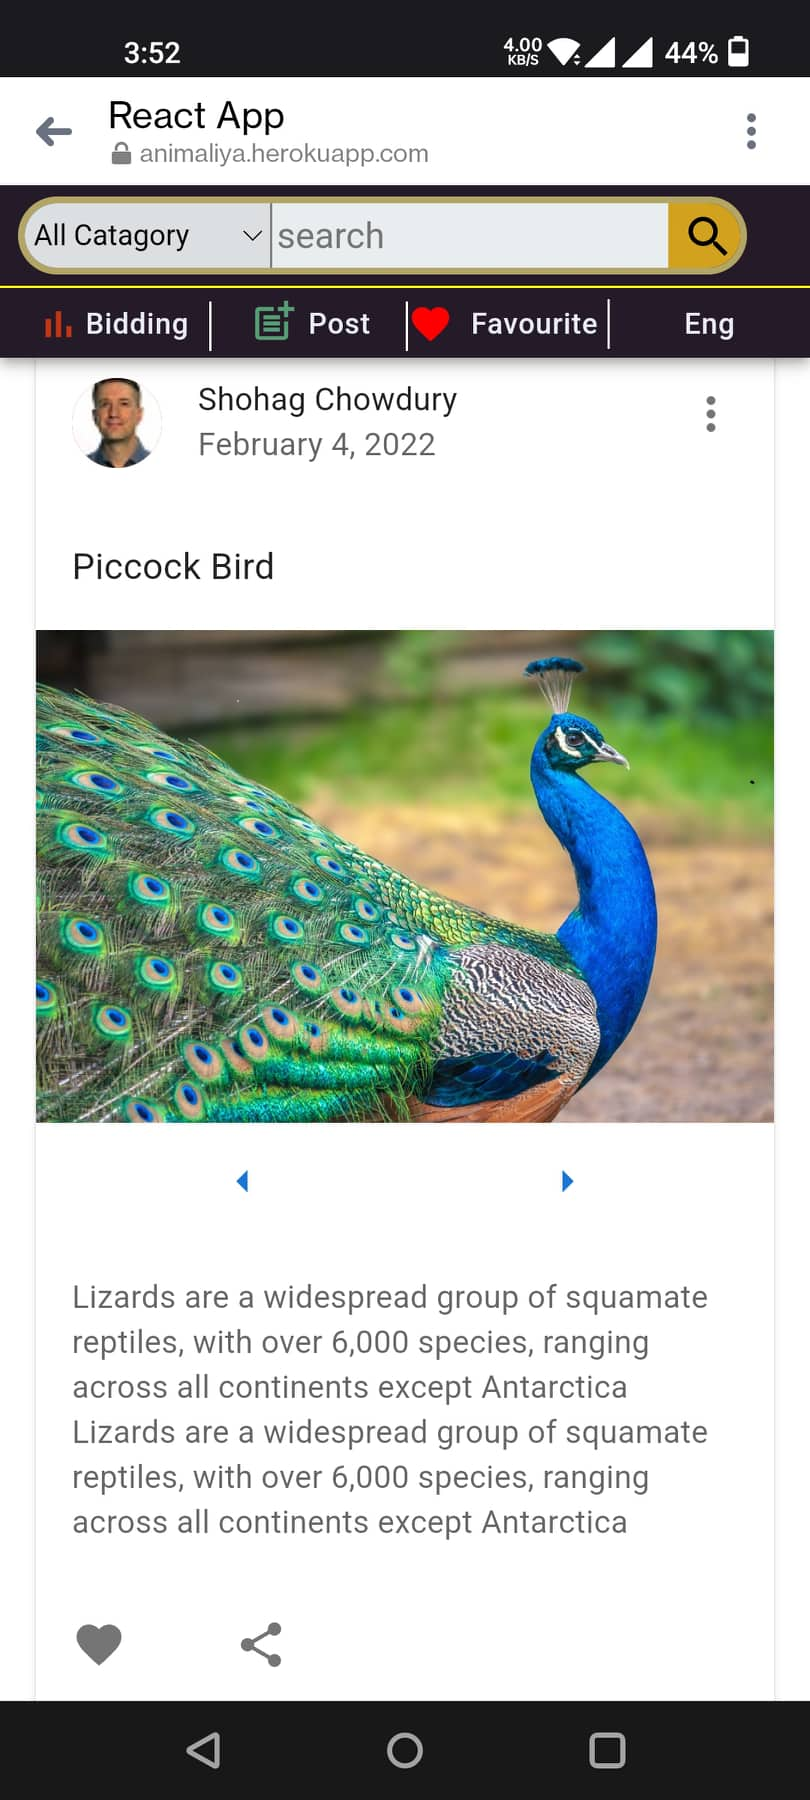 3:52
4.00
KB/S
44%
React App
animaliya.herokuapp.com
All Catagory
search
Bidding
Post
Favourite
Eng
Shohag Chowdury
February 4, 2022
Piccock Bird
Lizards are a widespread group of squamate
reptiles, with over 6,000 species, ranging
across all continents except Antarctica
Lizards are a widespread group of squamate
reptiles, with over 6,000 species, ranging
across all continents except Antarctica